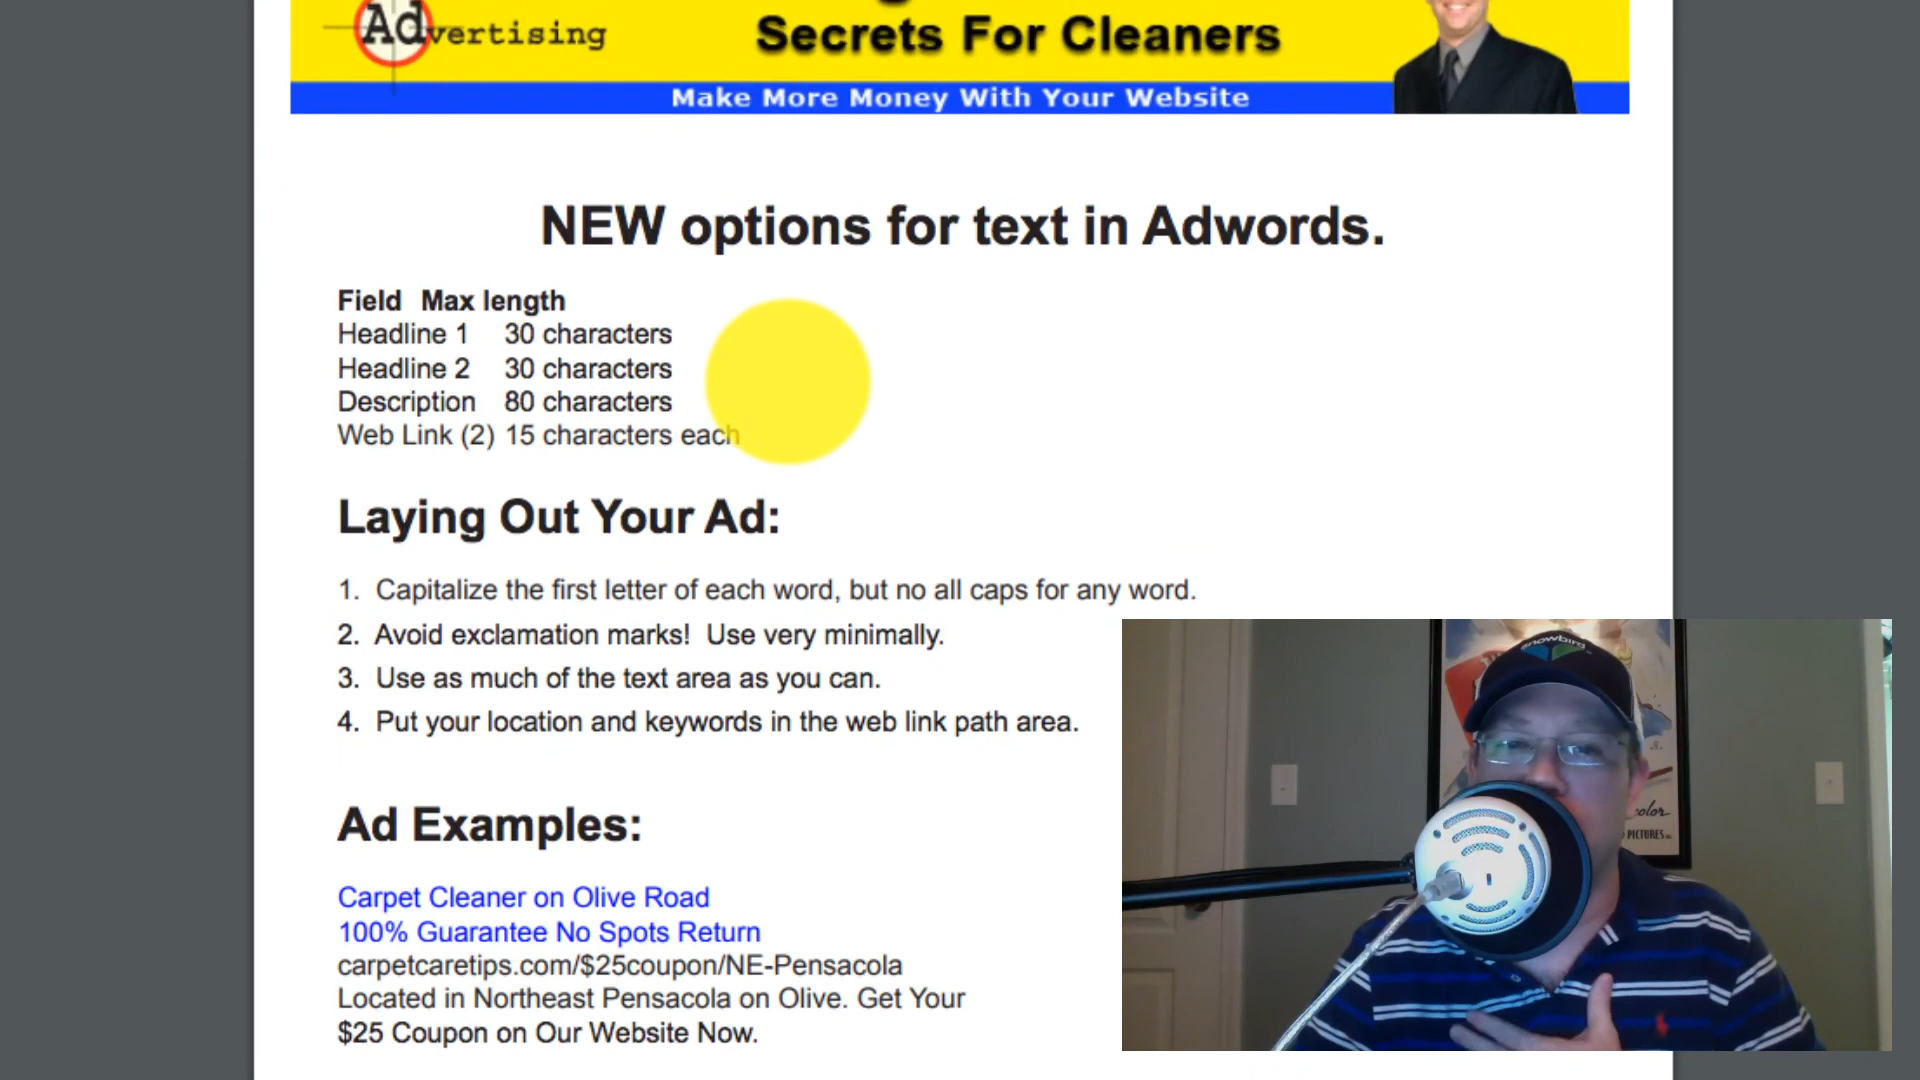 Advertising
Secrets For Cleaners
Make More Money With Your Website
NEW options for text in Adwords.
Field Max length
Headline 1 30 characters
Headline 2 30 characters
Description 80 characters
Web Link (2) 15 characters each
Laying Out Your Ad:
1. Capitalize the first letter of each word, but no all caps for any word.
2. Avoid exclamation marks! Use very minimally.
3. Use as much of the text area as you can.
4. Put your location and keywords in the web link path area.
Ad Examples:
Carpet Cleaner on Olive Road
100% Guarantee No Spots Return
carpetcaretips.com/$25coupon/NE-Pensacola
Located in Northeast Pensacola on Olive. Get Your
$25 Coupon on Our Website Now.
snowbird
color
PICTURES